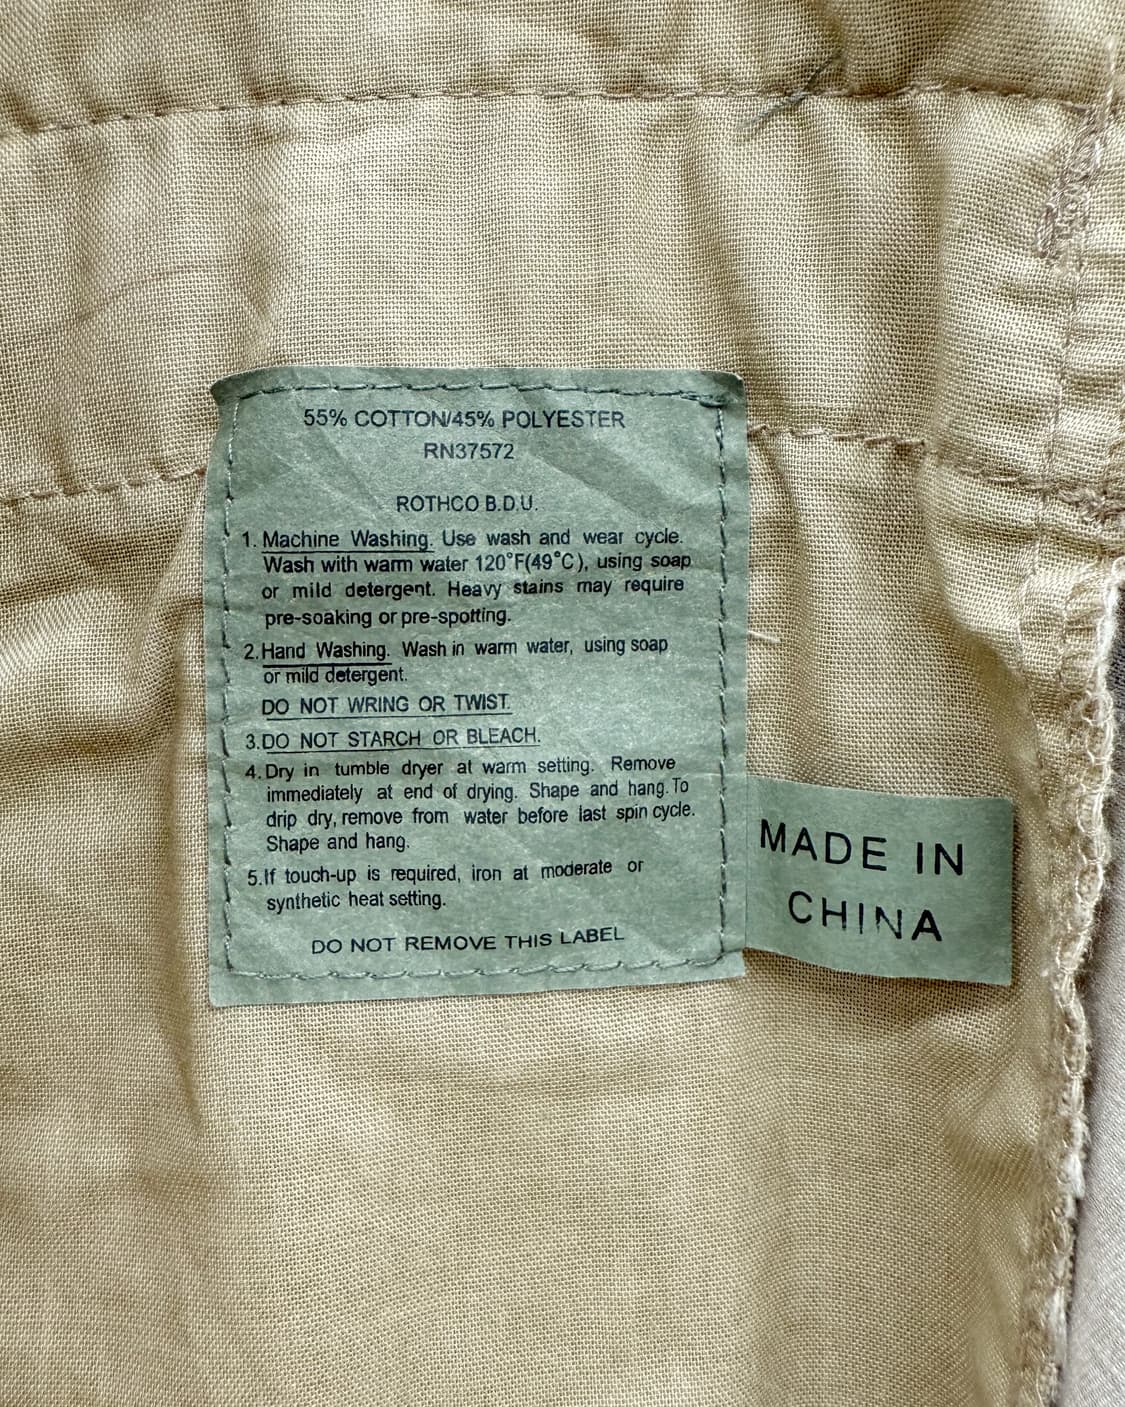 55% COTTON/45% POLYESTER
RN37572
ROTHCO B.D.U.
1. Machine Washing. Use wash and wear cycle.
Wash with warm water 120°F(49°C), using soap
or mild detergent. Heavy stains may require
pre-soaking or pre-spotting.
2. Hand Washing. Wash in warm water, using soap
or mild detergent.
DO NOT WRING OR TWIST.
3. DO NOT STARCH OR BLEACH.
4. Dry in tumble dryer at warm setting. Remove
immediately at end of drying. Shape and hang. To
drip dry, remove from water before last spin cycle.
Shape and hang.
5. If touch-up is required, iron at moderate or
synthetic heat setting.
DO NOT REMOVE THIS LABEL
MADE IN
CHINA